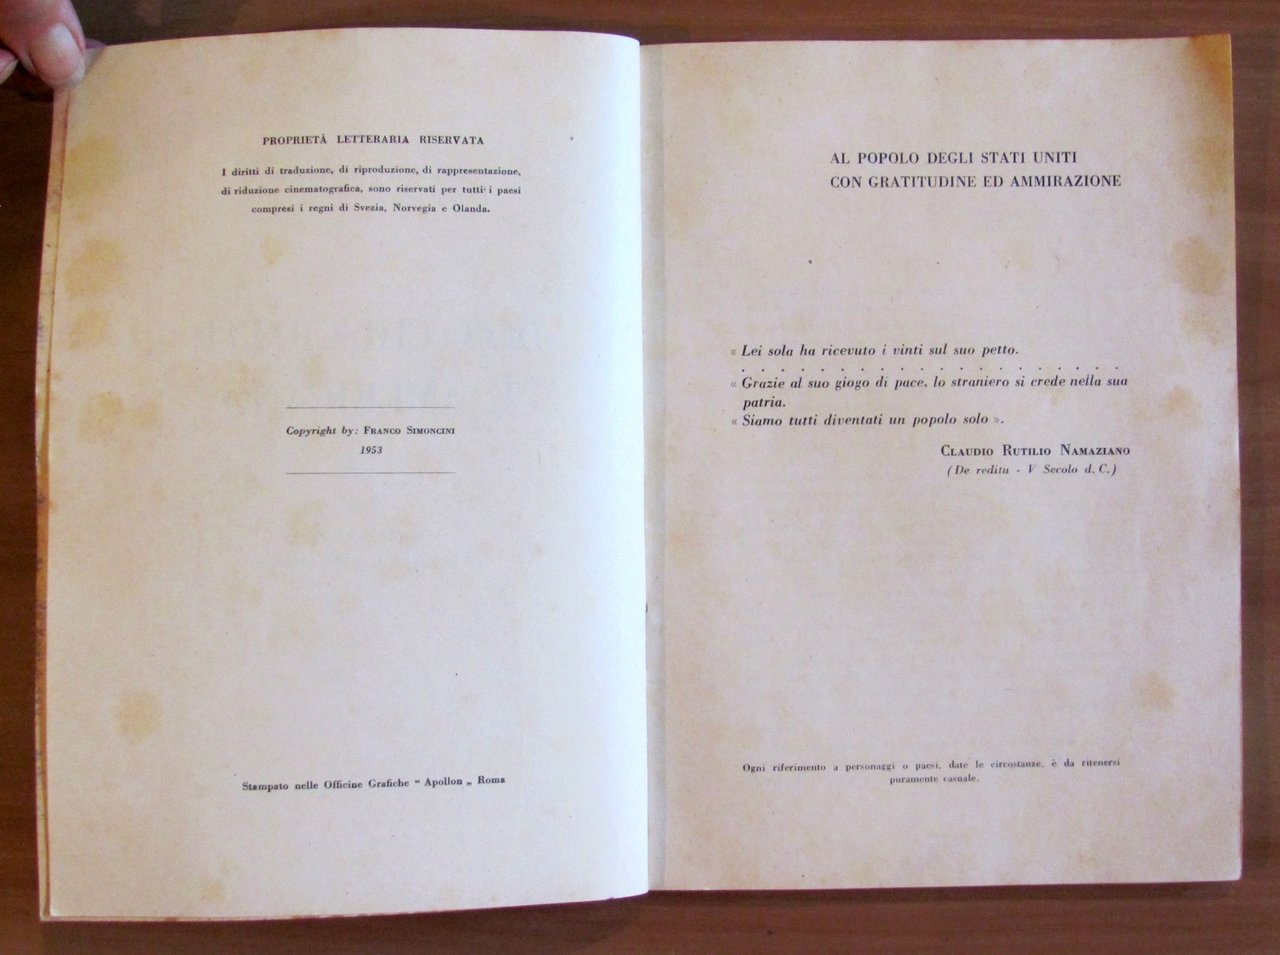 PROPRIETÀ LETTERARIA RISERVATA
I diritti di traduzione, di riproduzione, di rappresentazione,
di riduzione cinematografica, sono riservati per tutti i paesi
compresi i regni di Svezia, Norvegia e Olanda.
Copyright by: FRANCO SIMONCINI
1953
Stampato nelle Officine Grafiche “ Apollon „ Roma
AL POPOLO DEGLI STATI UNITI
CON GRATITUDINE ED AMMIRAZIONE
« Lei sola ha ricevuto i vinti sul suo petto.
. . . . . . . . . . . . . . . . . . .
« Grazie al suo giogo di pace, lo straniero si crede nella sua
patria.
« Siamo tutti diventati un popolo solo ».
CLAUDIO RUTILIO NAMAZIANO
(De reditu - V Secolo d. C.)
Ogni riferimento a personaggi o paesi, date le circostanze, è da ritenersi
puramente casuale.